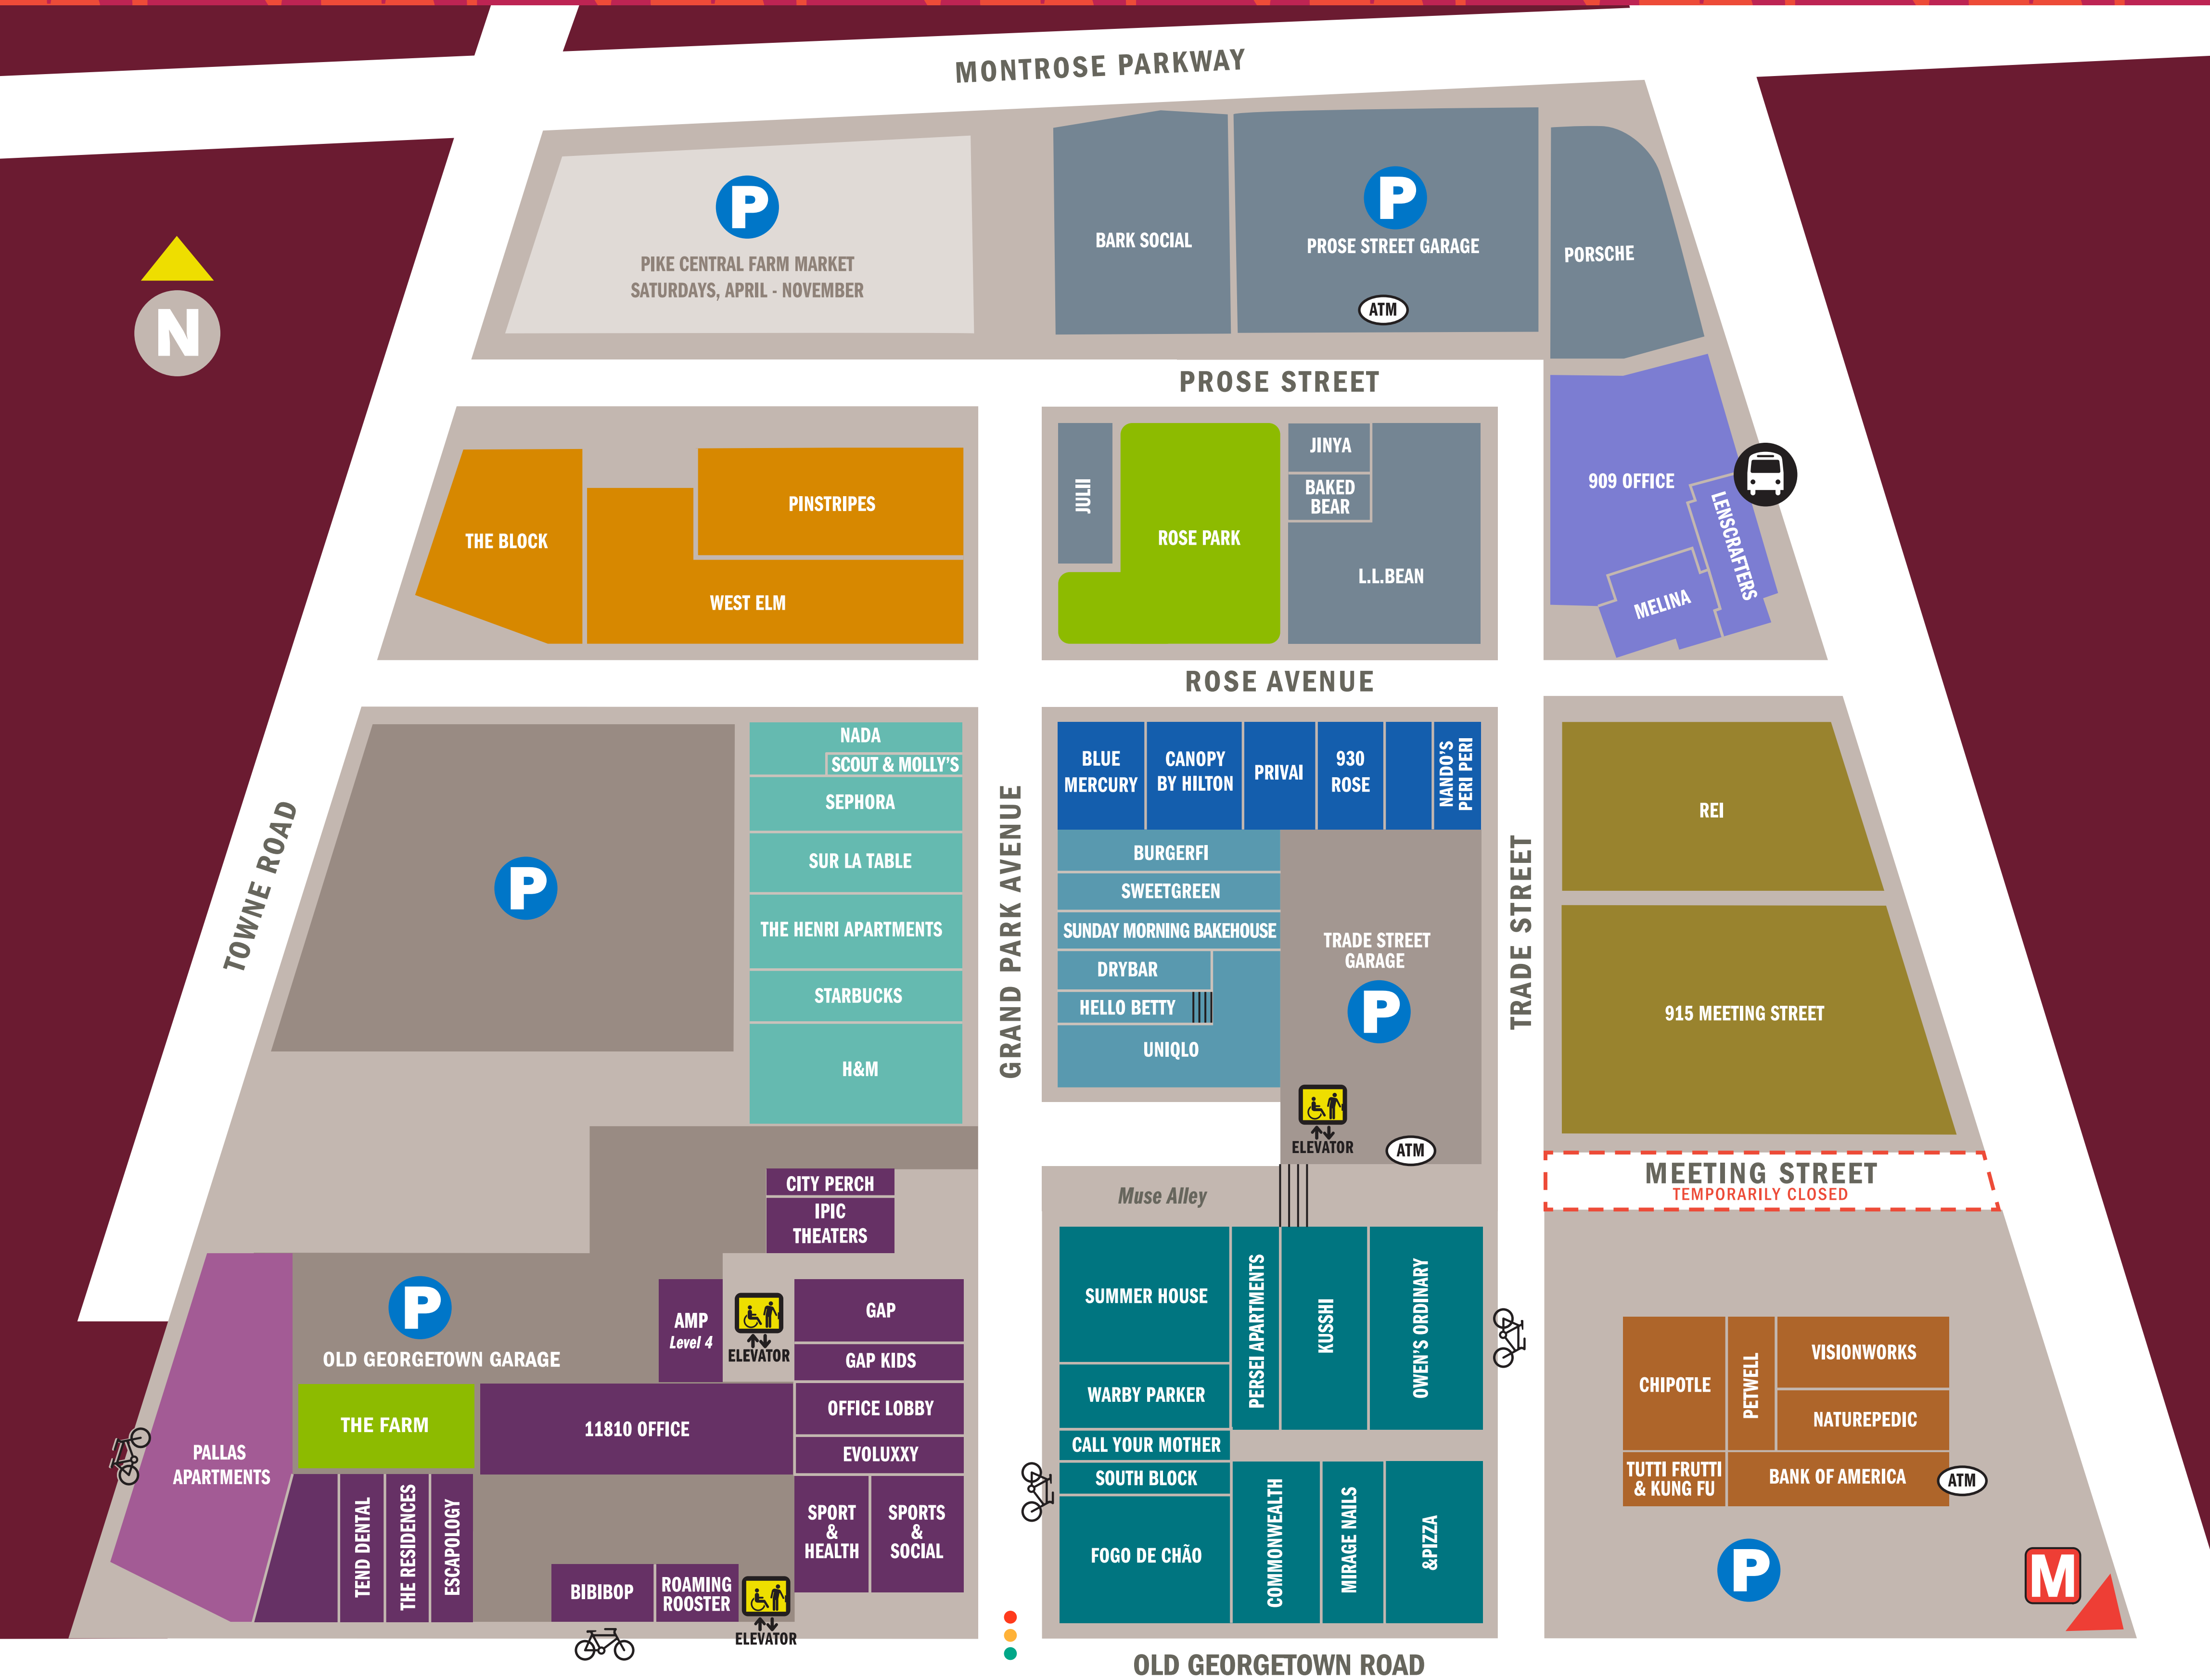 MONTROSE PARKWAY
P
PIKE CENTRAL FARM MARKET
SATURDAYS, APRIL - NOVEMBER
BARK SOCIAL
P
PROSE STREET GARAGE
ATM
PORSCHE
N
PROSE STREET
THE BLOCK
PINSTRIPES
WEST ELM
JULII
ROSE PARK
JINYA
BAKED
BEAR
L.L.BEAN
909 OFFICE
LENSCRAFTERS
MELINA
ROSE AVENUE
TOWNE ROAD
P
NADA
SCOUT & MOLLY'S
SEPHORA
SUR LA TABLE
THE HENRI APARTMENTS
STARBUCKS
H&M
GRAND PARK AVENUE
BLUE
MERCURY
CANOPY
BY HILTON
PRIVAI
930
ROSE
NANDO'S
PERI PERI
BURGERFI
SWEETGREEN
SUNDAY MORNING BAKEHOUSE
DRYBAR
HELLO BETTY
UNIQLO
TRADE STREET
GARAGE
P
ELEVATOR
ATM
TRADE STREET
REI
915 MEETING STREET
MEETING STREET
TEMPORARILY CLOSED
CITY PERCH
IPIC
THEATERS
P
OLD GEORGETOWN GARAGE
AMP
Level 4
ELEVATOR
GAP
GAP KIDS
OFFICE LOBBY
EVOLUXXY
THE FARM
11810 OFFICE
PALLAS
APARTMENTS
TEND DENTAL
THE RESIDENCES
ESCAPOLOGY
BIBIBOP
ROAMING
ROOSTER
ELEVATOR
SPORT
&
HEALTH
SPORTS
&
SOCIAL
Muse Alley
SUMMER HOUSE
WARBY PARKER
CALL YOUR MOTHER
SOUTH BLOCK
FOGO DE CHÃO
PERSEI APARTMENTS
KUSSHI
OWEN'S ORDINARY
COMMONWEALTH
MIRAGE NAILS
&PIZZA
CHIPOTLE
PETWELL
VISIONWORKS
NATUREPEDIC
TUTTI FRUTTI
& KUNG FU
BANK OF AMERICA
ATM
P
M
OLD GEORGETOWN ROAD